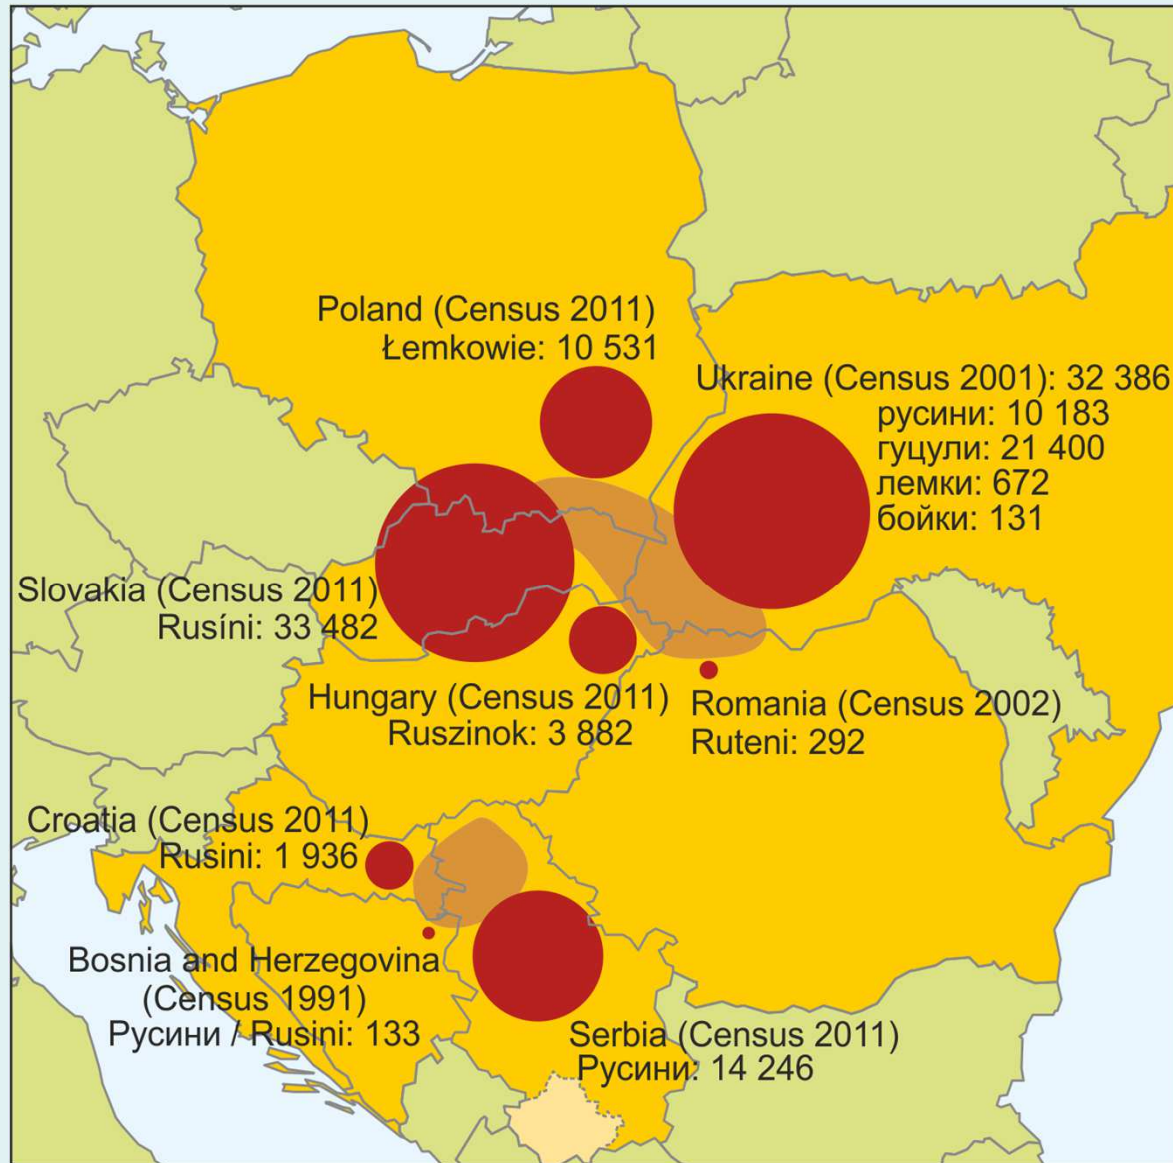 Poland (Census 2011)
Łemkowie: 10 531
Ukraine (Census 2001): 32 386
русини: 10 183
гуцули: 21 400
лемки: 672
бойки: 131
Slovakia (Census 2011)
Rusíni: 33 482
Hungary (Census 2011)
Ruszinok: 3 882
Romania (Census 2002)
Ruteni: 292
Croatia (Census 2011)
Rusini: 1 936
Bosnia and Herzegovina
(Census 1991)
Русини / Rusini: 133
Serbia (Census 2011)
Русини: 14 246